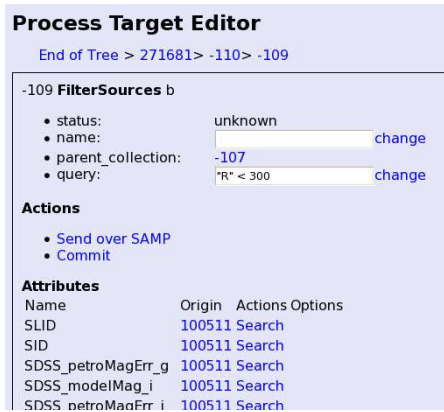 Process Target Editor
End of Tree > 271681> -110> -109
-109 FilterSources b
• status: unknown
• name: change
• parent_collection: -107
• query: "R" < 300 change
Actions
• Send over SAMP
• Commit
Attributes
Name Origin Actions Options
SLID 100511 Search
SID 100511 Search
SDSS_petroMagErr_g 100511 Search
SDSS_modelMag_i 100511 Search
SDSS_petroMagErr_i 100511 Search